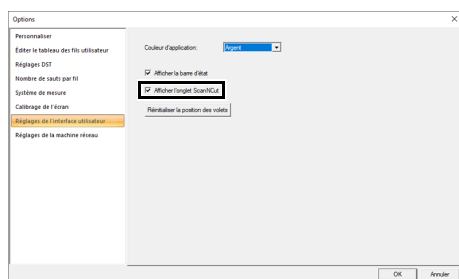 Options
Personnaliser
Éditer le tableau des fils utilisateur
Réglages DST
Nombre de sauts par fil
Système de mesure
Calibrage de l'écran
Réglages de l'interface utilisateur
Réglages de la machine réseau
Couleur d'application:
Argent
Afficher la barre d'état
Afficher l'onglet ScanNCut
Réinitialiser la position des volets
OK
Annuler